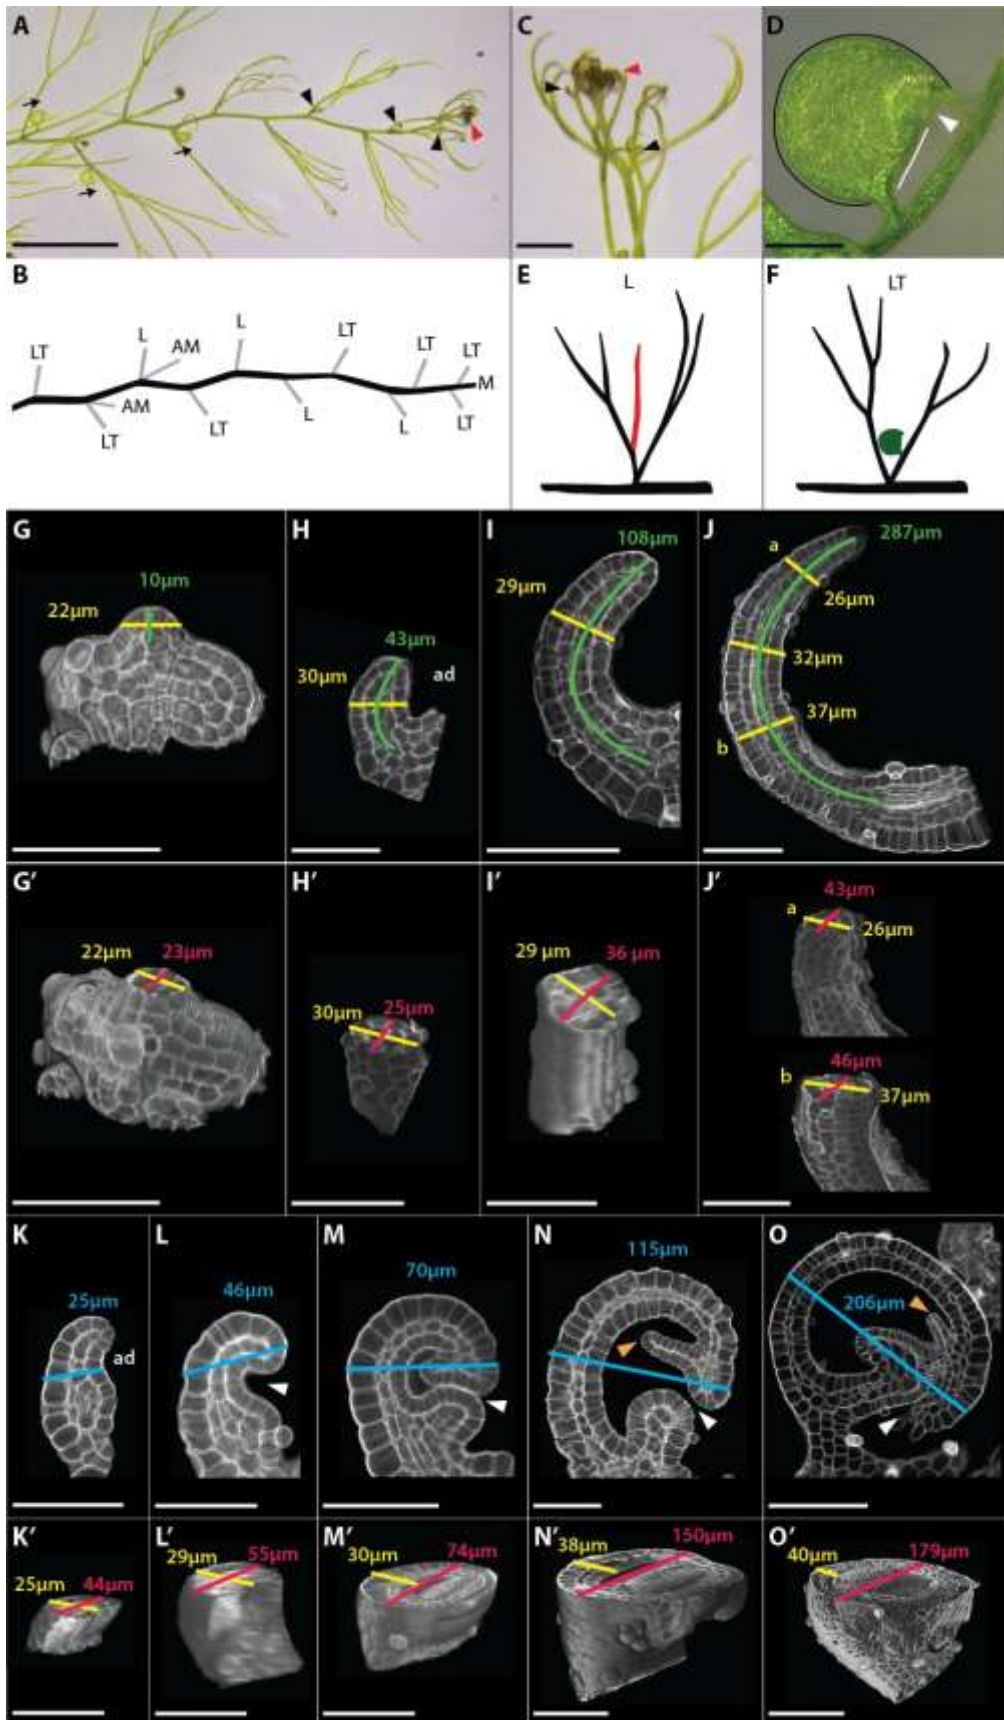 A
C
D
B
E
F
L
LT
L
AM
LT
L
AM
LT
LT
L
LT
LT
L
LT
M
LT
G
H
I
J
10µm
22µm
43µm
30µm
ad
108µm
29µm
287µm
a
26µm
32µm
37µm
b
G′
H′
I′
J′
22µm
23µm
30µm
25µm
29 µm
36 µm
43µm
a
26µm
46µm
b
37µm
K
L
M
N
O
25µm
ad
46µm
70µm
115µm
206µm
K′
L′
M′
N′
O′
25µm
44µm
29µm
55µm
30µm
74µm
38µm
150µm
40µm
179µm